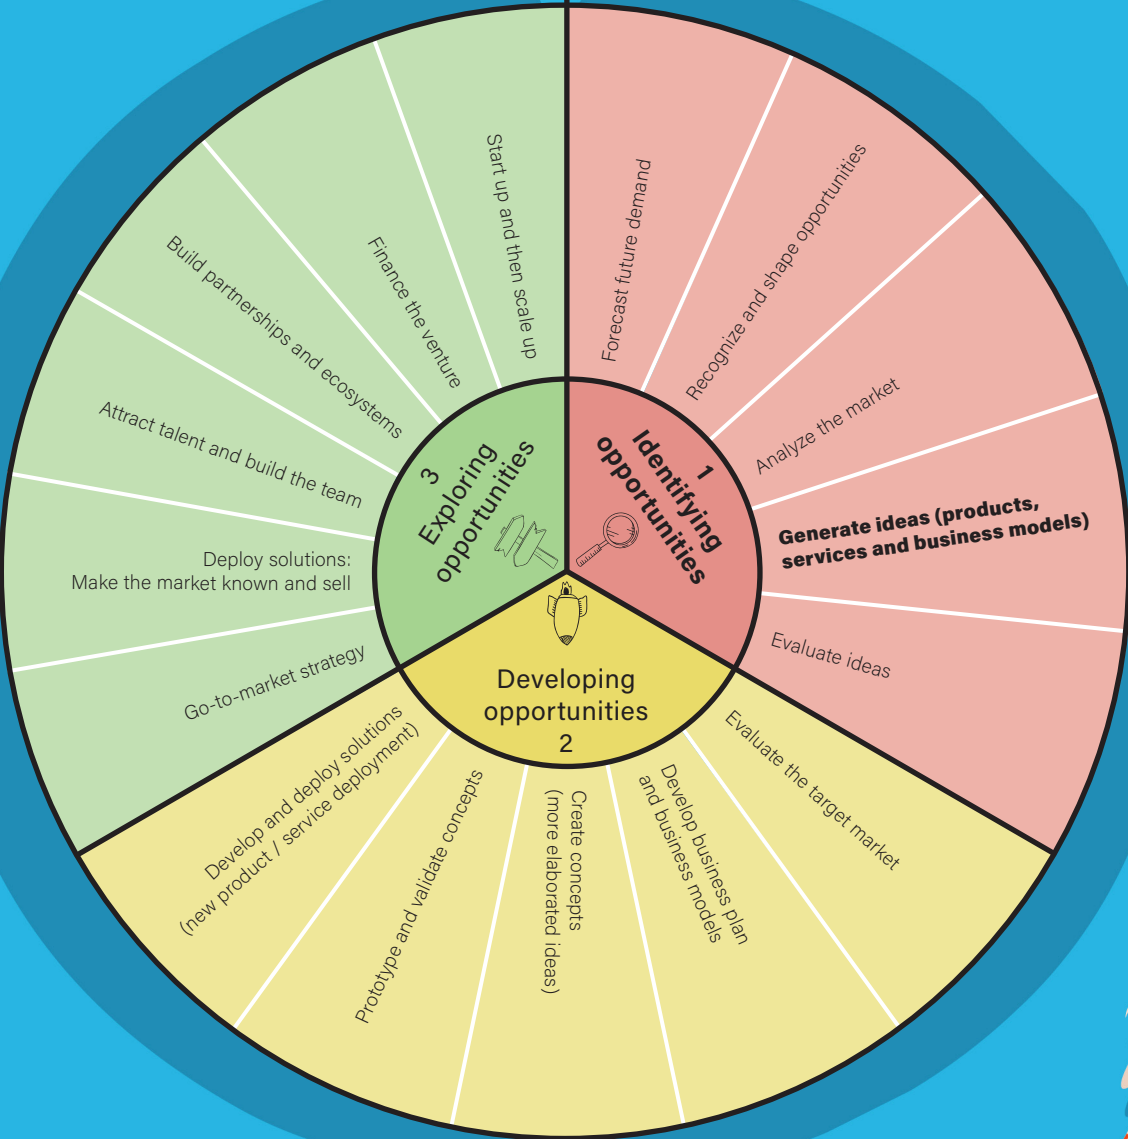 1
Identifying
opportunities
Forecast future demand
Recognize and shape opportunities
Analyze the market
Generate ideas (products,
services and business models)
Evaluate ideas
Developing
opportunities
2
Evaluate the target market
Develop business plan
and business models
Create concepts
(more elaborated ideas)
Prototype and validate concepts
Develop and deploy solutions
(new product / service deployment)
3
Exploring
opportunities
Go-to-market strategy
Deploy solutions:
Make the market known and sell
Attract talent and build the team
Build partnerships and ecosystems
Finance the venture
Start up and then scale up